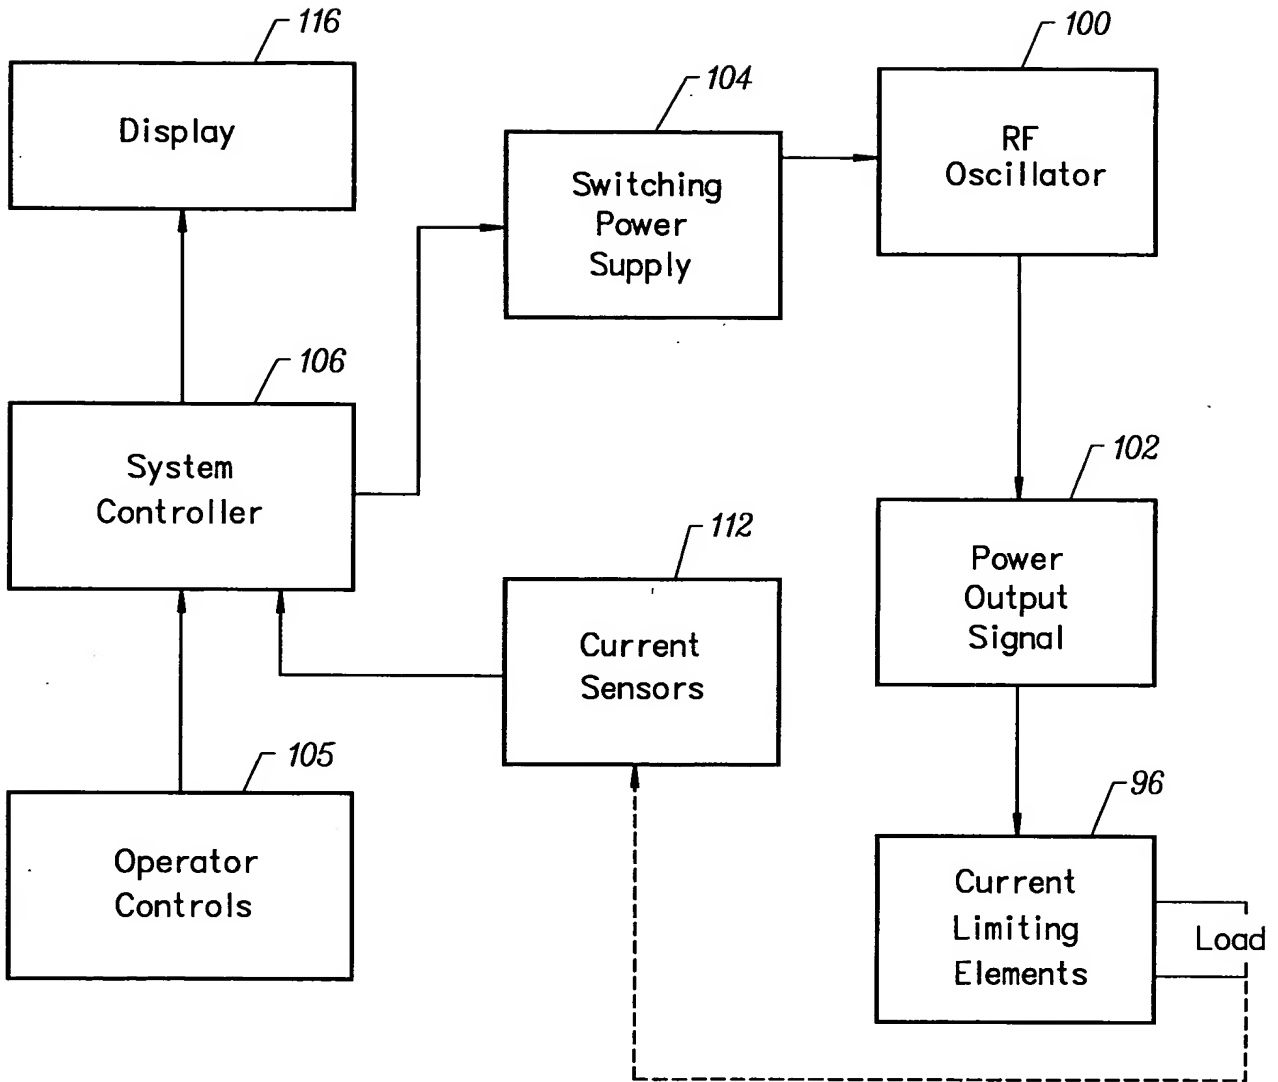 116
Display
104
Switching
Power
Supply
100
RF
Oscillator
106
System
Controller
112
Current
Sensors
102
Power
Output
Signal
105
Operator
Controls
96
Current
Limiting
Elements
Load